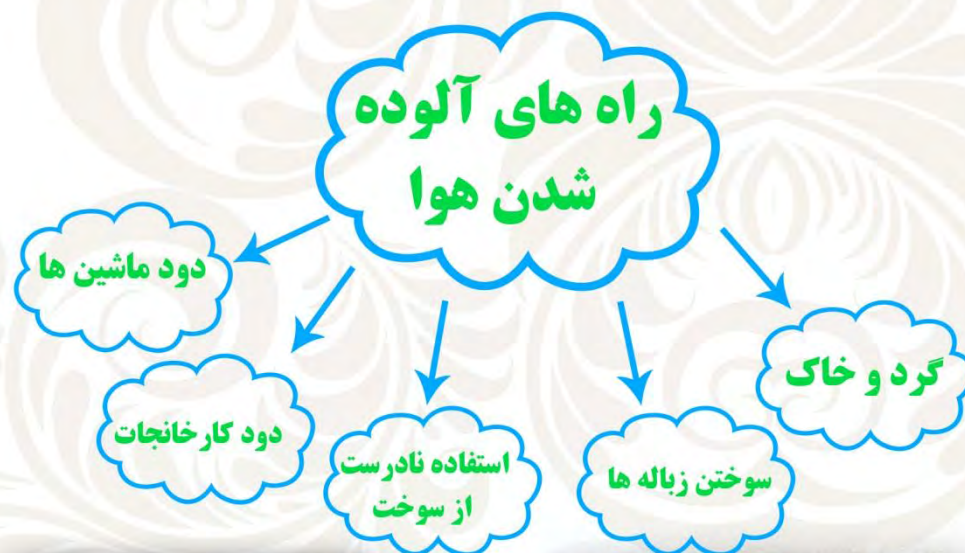 راه های آلوده
شدن هوا
گرد و خاک
سوختن زباله ها
استفاده نادرست
از سوخت
دود کارخانجات
دود ماشین ها